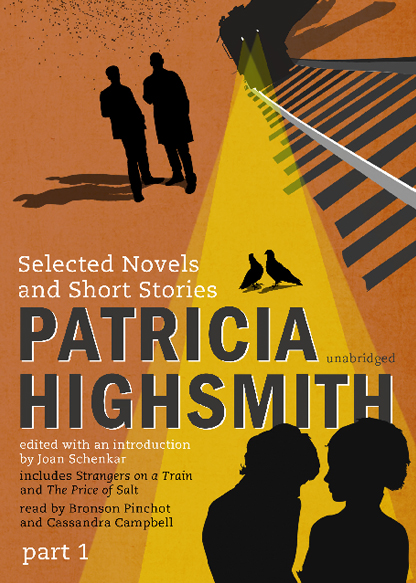 Selected Novels
and Short Stories
PATRICIA
unabridged
HIGHSMITH
edited with an introduction
by Joan Schenkar
includes Strangers on a Train
and The Price of Salt
read by Bronson Pinchot
and Cassandra Campbell
part 1